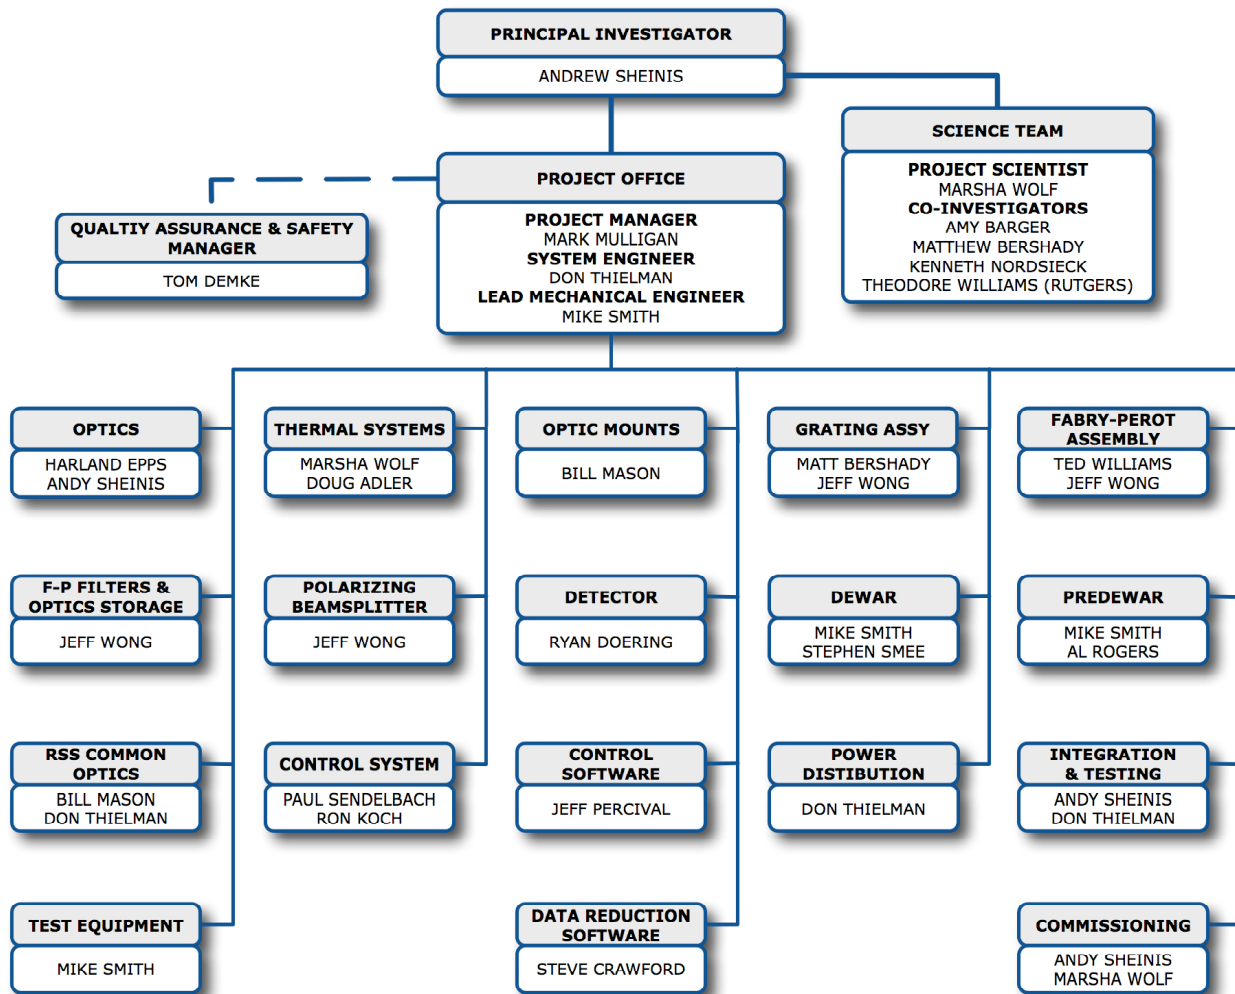 PRINCIPAL INVESTIGATOR
ANDREW SHEINIS
SCIENCE TEAM
PROJECT SCIENTIST
MARSHA WOLF
CO-INVESTIGATORS
AMY BARGER
MATTHEW BERSHADY
KENNETH NORDSIECK
THEODORE WILLIAMS (RUTGERS)
PROJECT OFFICE
PROJECT MANAGER
MARK MULLIGAN
SYSTEM ENGINEER
DON THIELMAN
LEAD MECHANICAL ENGINEER
MIKE SMITH
QUALTIY ASSURANCE & SAFETY
MANAGER
TOM DEMKE
OPTICS
HARLAND EPPS
ANDY SHEINIS
THERMAL SYSTEMS
MARSHA WOLF
DOUG ADLER
OPTIC MOUNTS
BILL MASON
GRATING ASSY
MATT BERSHADY
JEFF WONG
FABRY-PEROT
ASSEMBLY
TED WILLIAMS
JEFF WONG
F-P FILTERS &
OPTICS STORAGE
JEFF WONG
POLARIZING
BEAMSPLITTER
JEFF WONG
DETECTOR
RYAN DOERING
DEWAR
MIKE SMITH
STEPHEN SMEE
PREDEWAR
MIKE SMITH
AL ROGERS
RSS COMMON
OPTICS
BILL MASON
DON THIELMAN
CONTROL SYSTEM
PAUL SENDELBACH
RON KOCH
CONTROL
SOFTWARE
JEFF PERCIVAL
POWER
DISTIBUTION
DON THIELMAN
INTEGRATION
& TESTING
ANDY SHEINIS
DON THIELMAN
TEST EQUIPMENT
MIKE SMITH
DATA REDUCTION
SOFTWARE
STEVE CRAWFORD
COMMISSIONING
ANDY SHEINIS
MARSHA WOLF